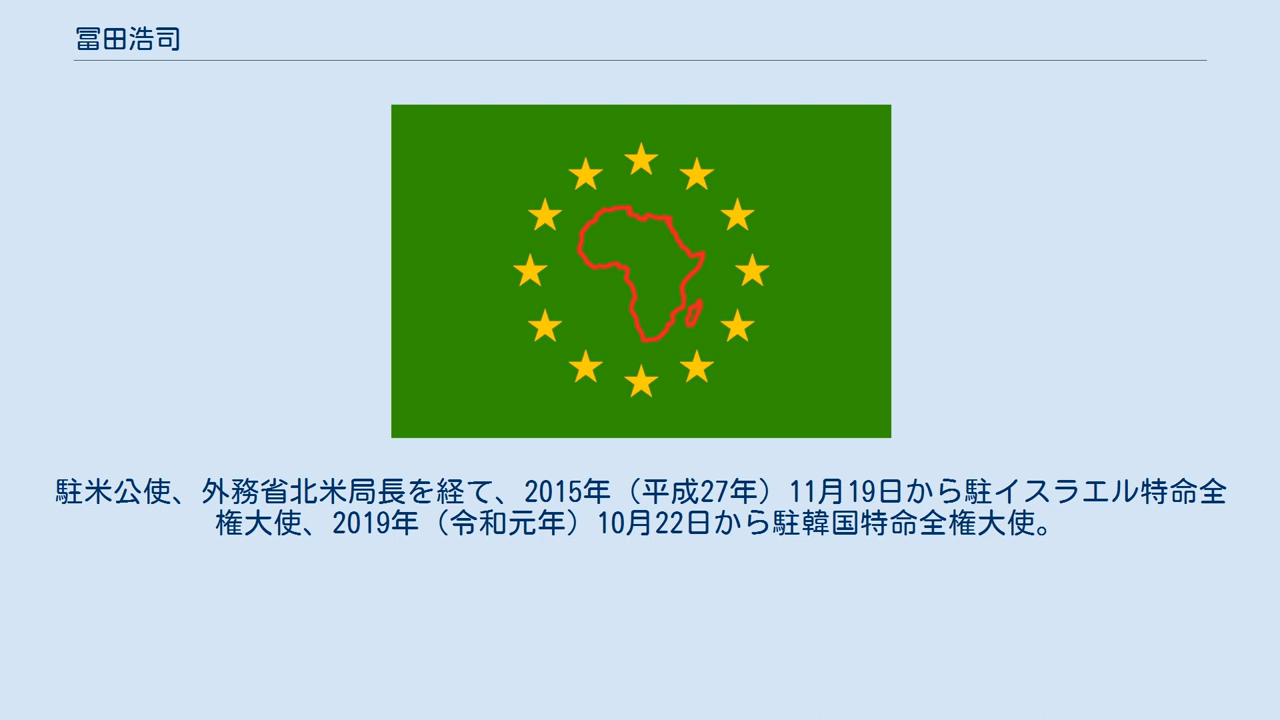 冨田浩司
駐米公使、外務省北米局長を経て、2015年（平成27年）11月19日から駐イスラエル特命全
権大使、2019年（令和元年）10月22日から駐韓国特命全権大使。